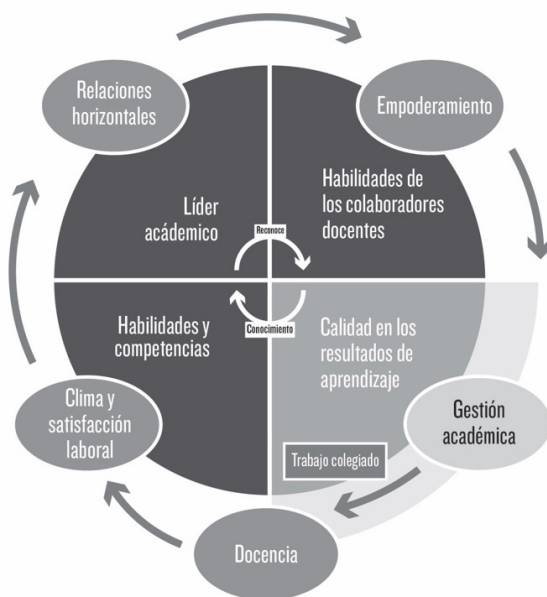 Relaciones
horizontales
Empoderamiento
Líder
acádemico
Habilidades de
los colaboradores
docentes
Reconoce
Conocimiento
Habilidades y
competencias
Calidad en los
resultados de
aprendizaje
Clima y
satisfacción
laboral
Gestión
académica
Trabajo colegiado
Docencia